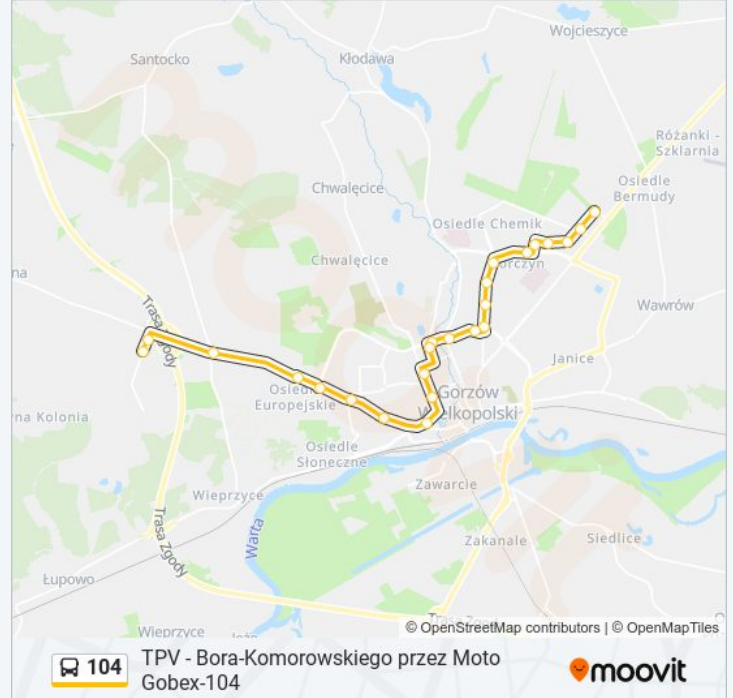 Wojcieszyce
Santocko
Kłodawa
Różanki -
Szklarnia
Osiedle
Bermudy
Chwalęcice
Osiedle Chemik
Chwalęcice
na
Trasa Zgody
Wawrów
Janice
Osiedle
Europejskie
Gorzów
Wielkopolski
na Kolonia
Osiedle
Słoneczne
Zawarcie
Wieprzyce
Warta
Trasa Zgody
Zakanale
Siedlice
Łupowo
Trasa
Wieprzyce
© OpenStreetMap contributors | © OpenMapTiles
104
TPV - Bora-Komorowskiego przez Moto
Gobex-104
moovit